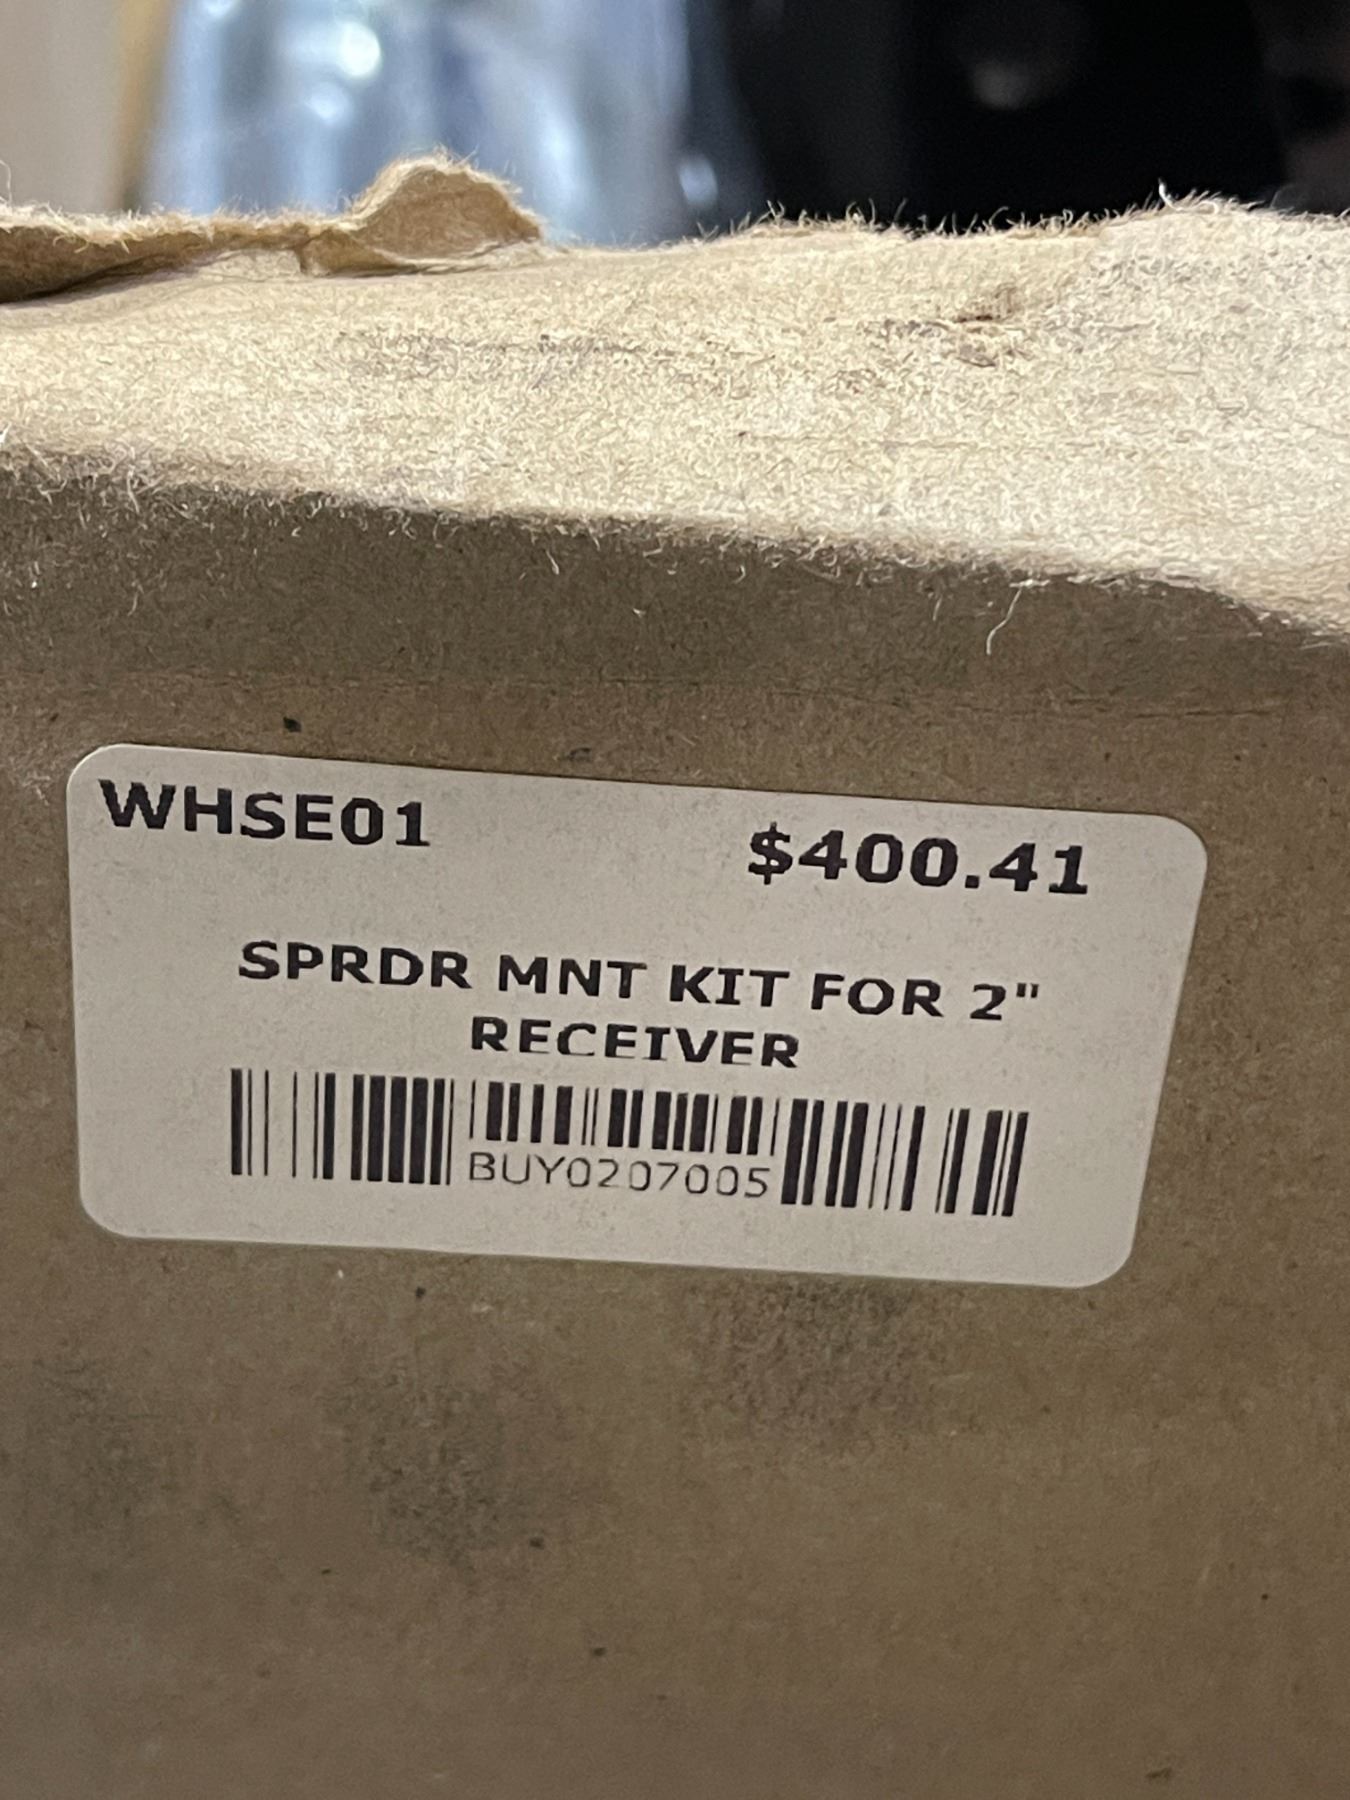 WHSE01 $400.41
SPRDR MNT KIT FOR 2"
RECEIVER
BUY0207005